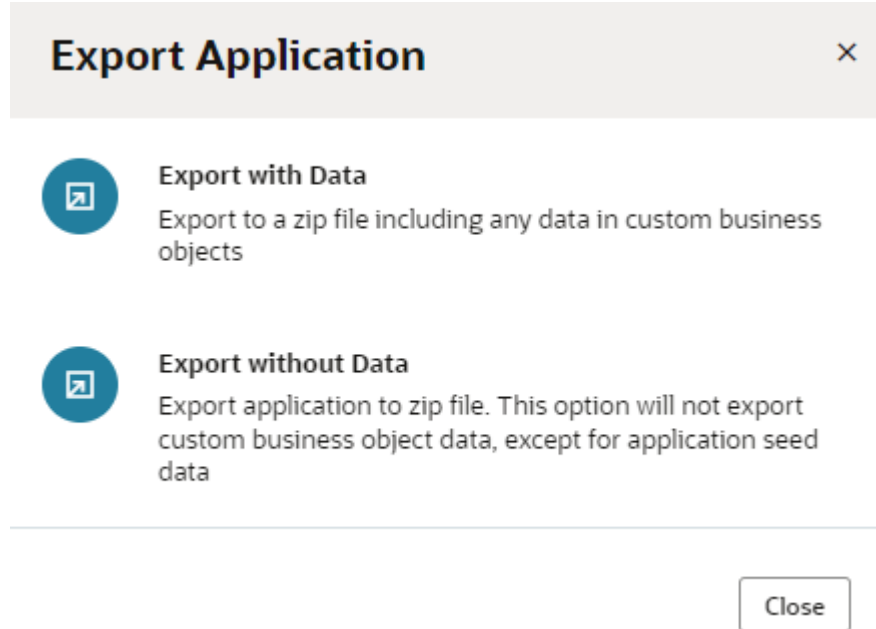 Export Application
Export with Data
Export to a zip file including any data in custom business
objects
Export without Data
Export application to zip file. This option will not export
custom business object data, except for application seed
data
Close